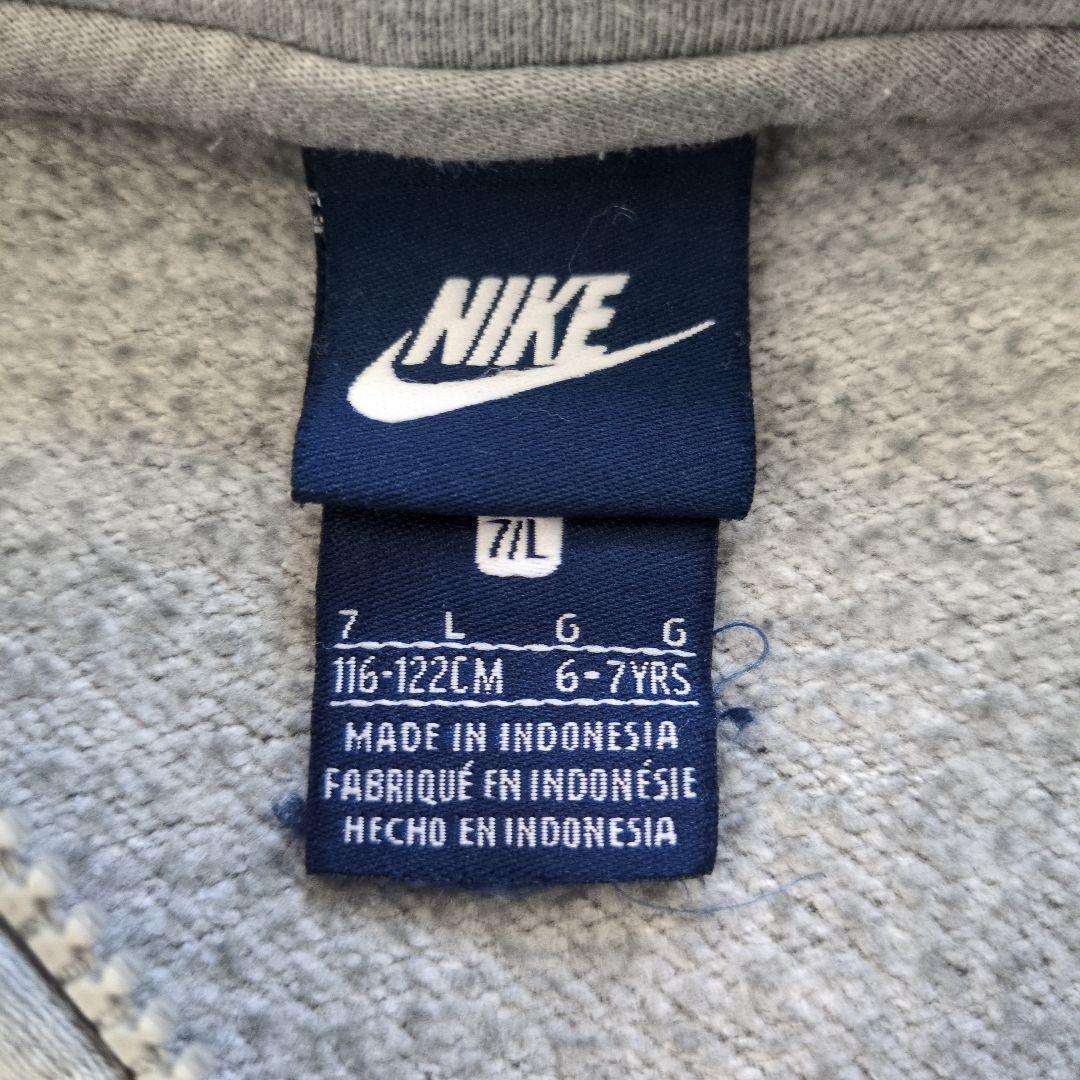 NIKE
7/L
7 L G G
116-122CM 6-7YRS
MADE IN INDONESIA
FABRIQUÉ EN INDONÉSIE
HECHO EN INDONESIA